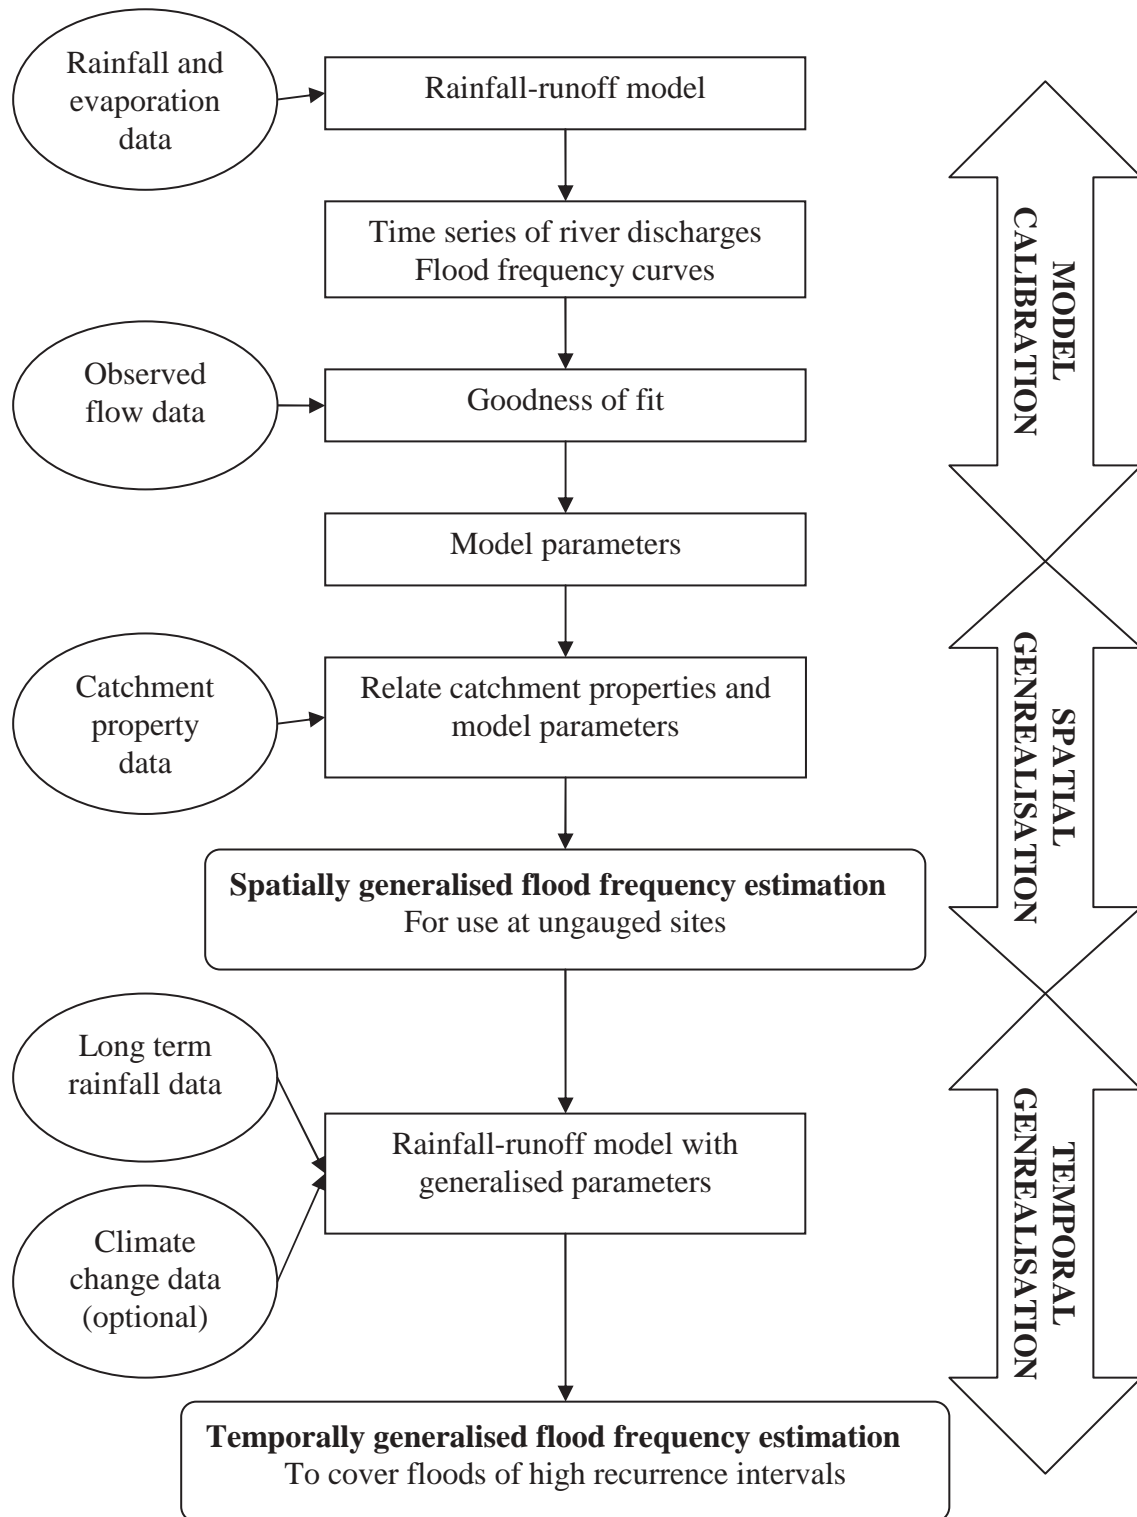 Rainfall and
evaporation
data
Rainfall-runoff model
Time series of river discharges
Flood frequency curves
Observed
flow data
Goodness of fit
Model parameters
MODEL
CALIBRATION
Catchment
property
data
Relate catchment properties and
model parameters
Spatially generalised flood frequency estimation
For use at ungauged sites
SPATIAL
GENREALISATION
Long term
rainfall data
Climate
change data
(optional)
Rainfall-runoff model with
generalised parameters
Temporally generalised flood frequency estimation
To cover floods of high recurrence intervals
TEMPORAL
GENREALISATION